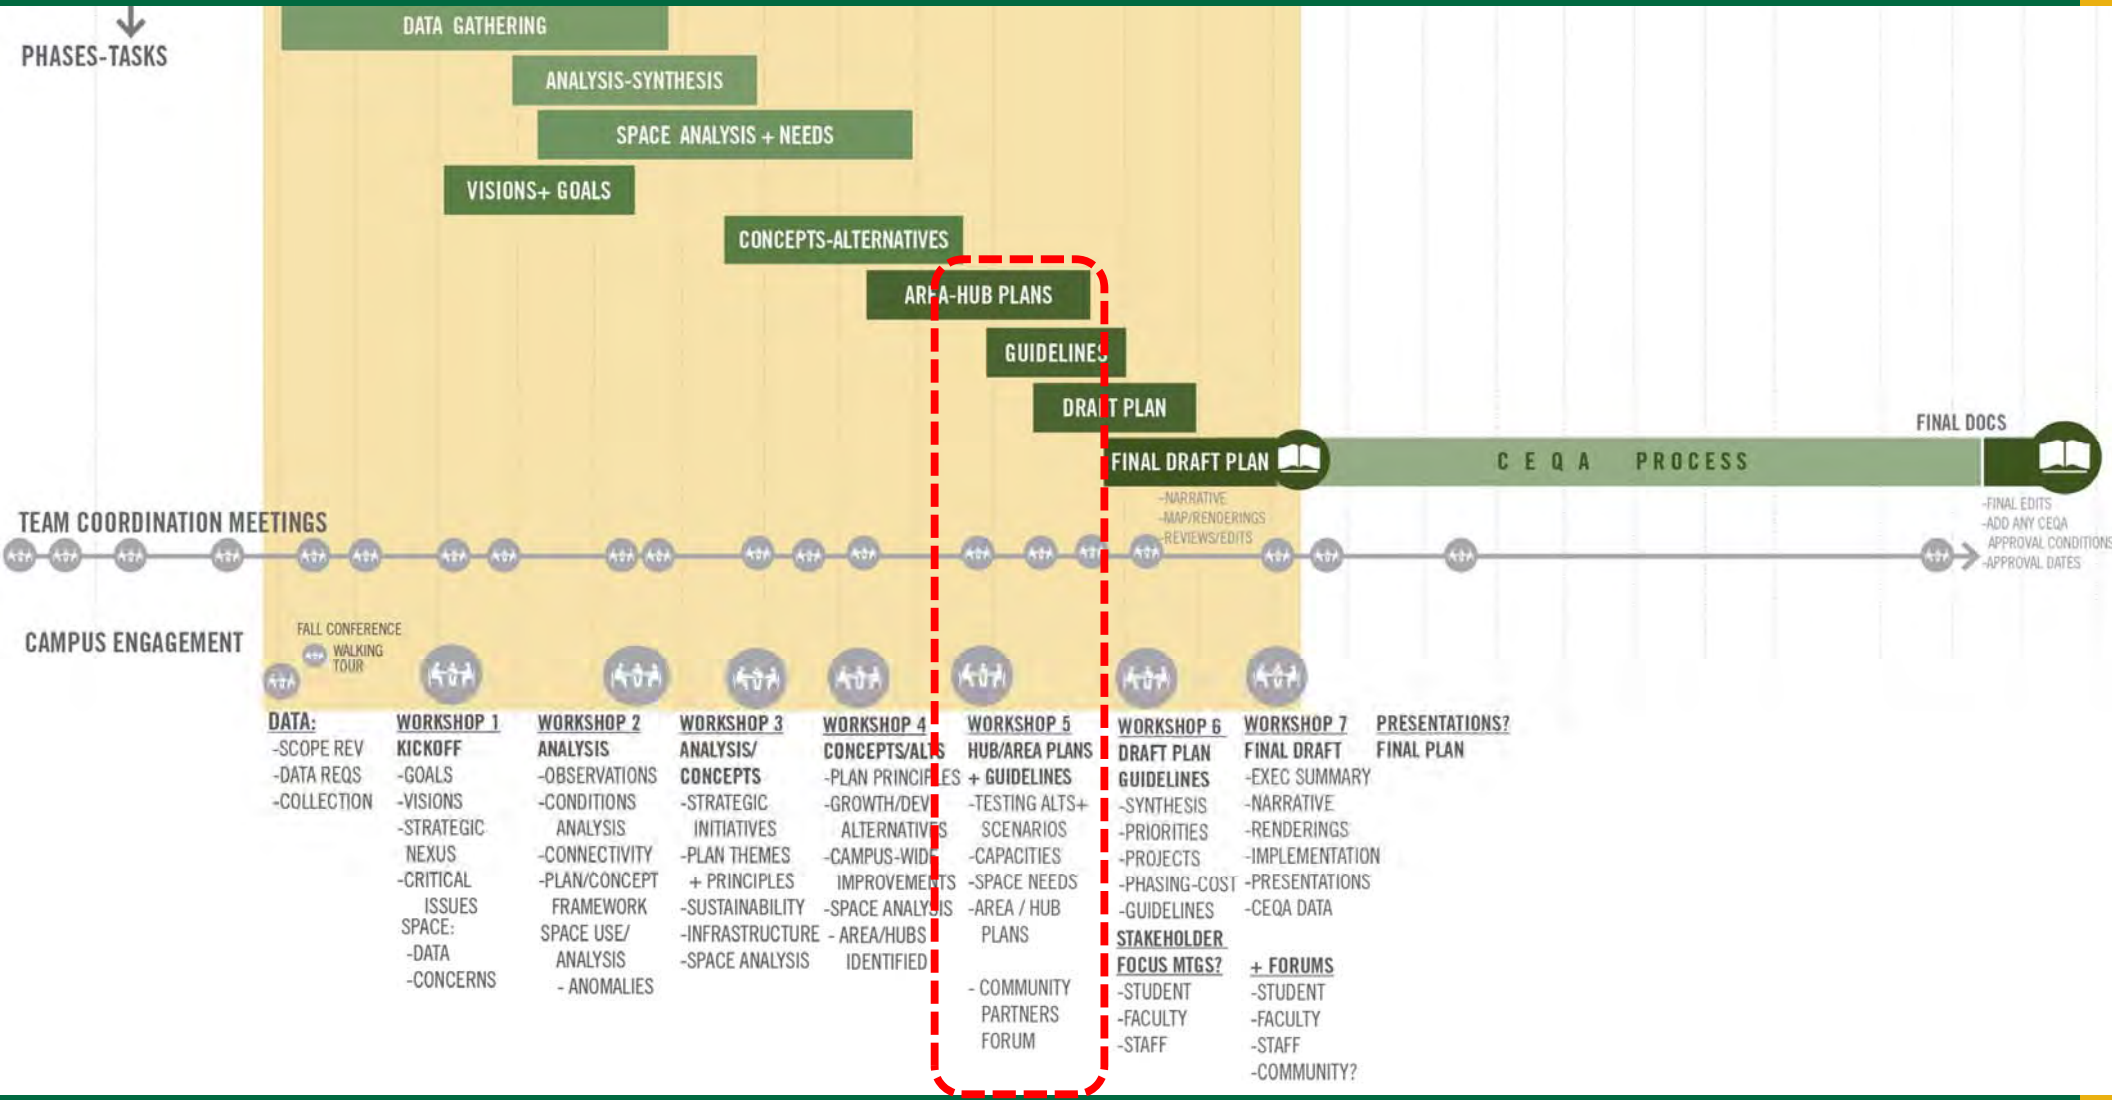 PHASES-TASKS
DATA GATHERING
ANALYSIS-SYNTHESIS
SPACE ANALYSIS + NEEDS
VISIONS+ GOALS
CONCEPTS-ALTERNATIVES
AREA-HUB PLANS
GUIDELINES
DRAFT PLAN
FINAL DRAFT PLAN
CEQA PROCESS
FINAL DOCS
-NARRATIVE
-MAP/RENDERINGS
-REVIEWS/EDITS
-FINAL EDITS
-ADD ANY CEQA
APPROVAL CONDITIONS
-APPROVAL DATES
TEAM COORDINATION MEETINGS
CAMPUS ENGAGEMENT
FALL CONFERENCE
WALKING
TOUR
DATA:
-SCOPE REV
-DATA REQS
-COLLECTION
WORKSHOP 1
KICKOFF
-GOALS
-VISIONS
-STRATEGIC
NEXUS
-CRITICAL
ISSUES
SPACE:
-DATA
-CONCERNS
WORKSHOP 2
ANALYSIS
-OBSERVATIONS
-CONDITIONS
ANALYSIS
-CONNECTIVITY
-PLAN/CONCEPT
FRAMEWORK
SPACE USE/
ANALYSIS
- ANOMALIES
WORKSHOP 3
ANALYSIS/
CONCEPTS
-STRATEGIC
INITIATIVES
-PLAN THEMES
+ PRINCIPLES
-SUSTAINABILITY
-INFRASTRUCTURE
-SPACE ANALYSIS
WORKSHOP 4
CONCEPTS/ALTS
-PLAN PRINCIPLES
-GROWTH/DEV
ALTERNATIVES
-CAMPUS-WIDE
IMPROVEMENTS
-SPACE ANALYSIS
- AREA/HUBS
IDENTIFIED
WORKSHOP 5
HUB/AREA PLANS
+ GUIDELINES
-TESTING ALTS+
SCENARIOS
-CAPACITIES
-SPACE NEEDS
-AREA / HUB
PLANS
- COMMUNITY
PARTNERS
FORUM
WORKSHOP 6
DRAFT PLAN
GUIDELINES
-SYNTHESIS
-PRIORITIES
-PROJECTS
-PHASING-COST
-GUIDELINES
STAKEHOLDER
FOCUS MTGS?
-STUDENT
-FACULTY
-STAFF
WORKSHOP 7
FINAL DRAFT
-EXEC SUMMARY
-NARRATIVE
-RENDERINGS
-IMPLEMENTATION
-PRESENTATIONS
-CEQA DATA
+ FORUMS
-STUDENT
-FACULTY
-STAFF
-COMMUNITY?
PRESENTATIONS?
FINAL PLAN